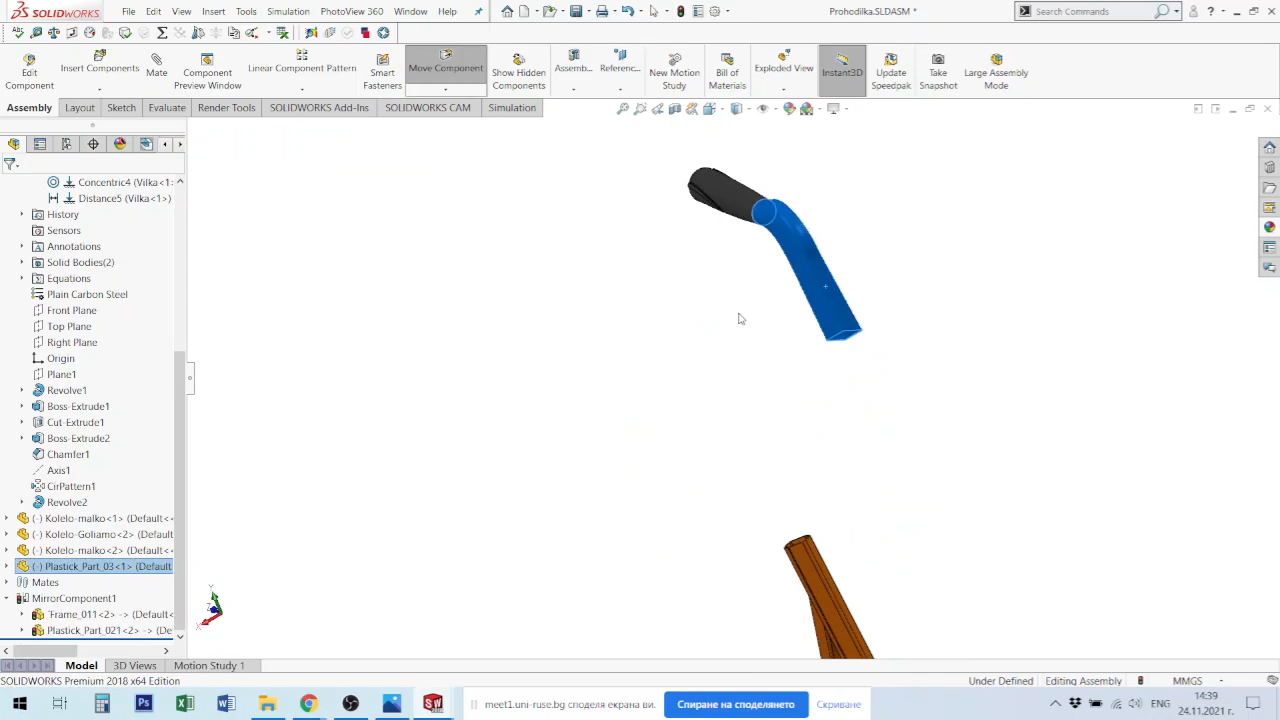 SOLIDWORKS File Edit View Insert Tools Simulation PhotoView 360 Window Help Prohodilka.SLDASM * Search Commands
Edit Component
Insert Components
Mate
Component Preview Window
Linear Component Pattern
Smart Fasteners
Move Component
Show Hidden Components
Assemb...
Referenc...
New Motion Study
Bill of Materials
Exploded View
Instant3D
Update Speedpak
Take Snapshot
Large Assembly Mode
Assembly Layout Sketch Evaluate Render Tools SOLIDWORKS Add-Ins SOLIDWORKS CAM Simulation
Concentric4 (Vilka<1:
Distance5 (Vilka<1>)
History
Sensors
Annotations
Solid Bodies(2)
Equations
Plain Carbon Steel
Front Plane
Top Plane
Right Plane
Origin
Plane1
Revolve1
Boss-Extrude1
Cut-Extrude1
Boss-Extrude2
Chamfer1
Axis1
CirPattern1
Revolve2
(-) Kolelo-malko<1> (Default<
(-) Kolelo-Goliamo<2> (Default<
(-) Kolelo-malko<2> (Default<
(-) Plastick_Part_03<1> (Default
Mates
MirrorComponent1
Frame_011<2> -> (Default<
Plastick_Part_021<2> -> (De
Model 3D Views Motion Study 1
SOLIDWORKS Premium 2018 x64 Edition Under Defined Editing Assembly MMGS
meet1.uni-ruse.bg споделя екрана ви. Спиране на споделянето Скриване
ENG
14:39
24.11.2021 г.